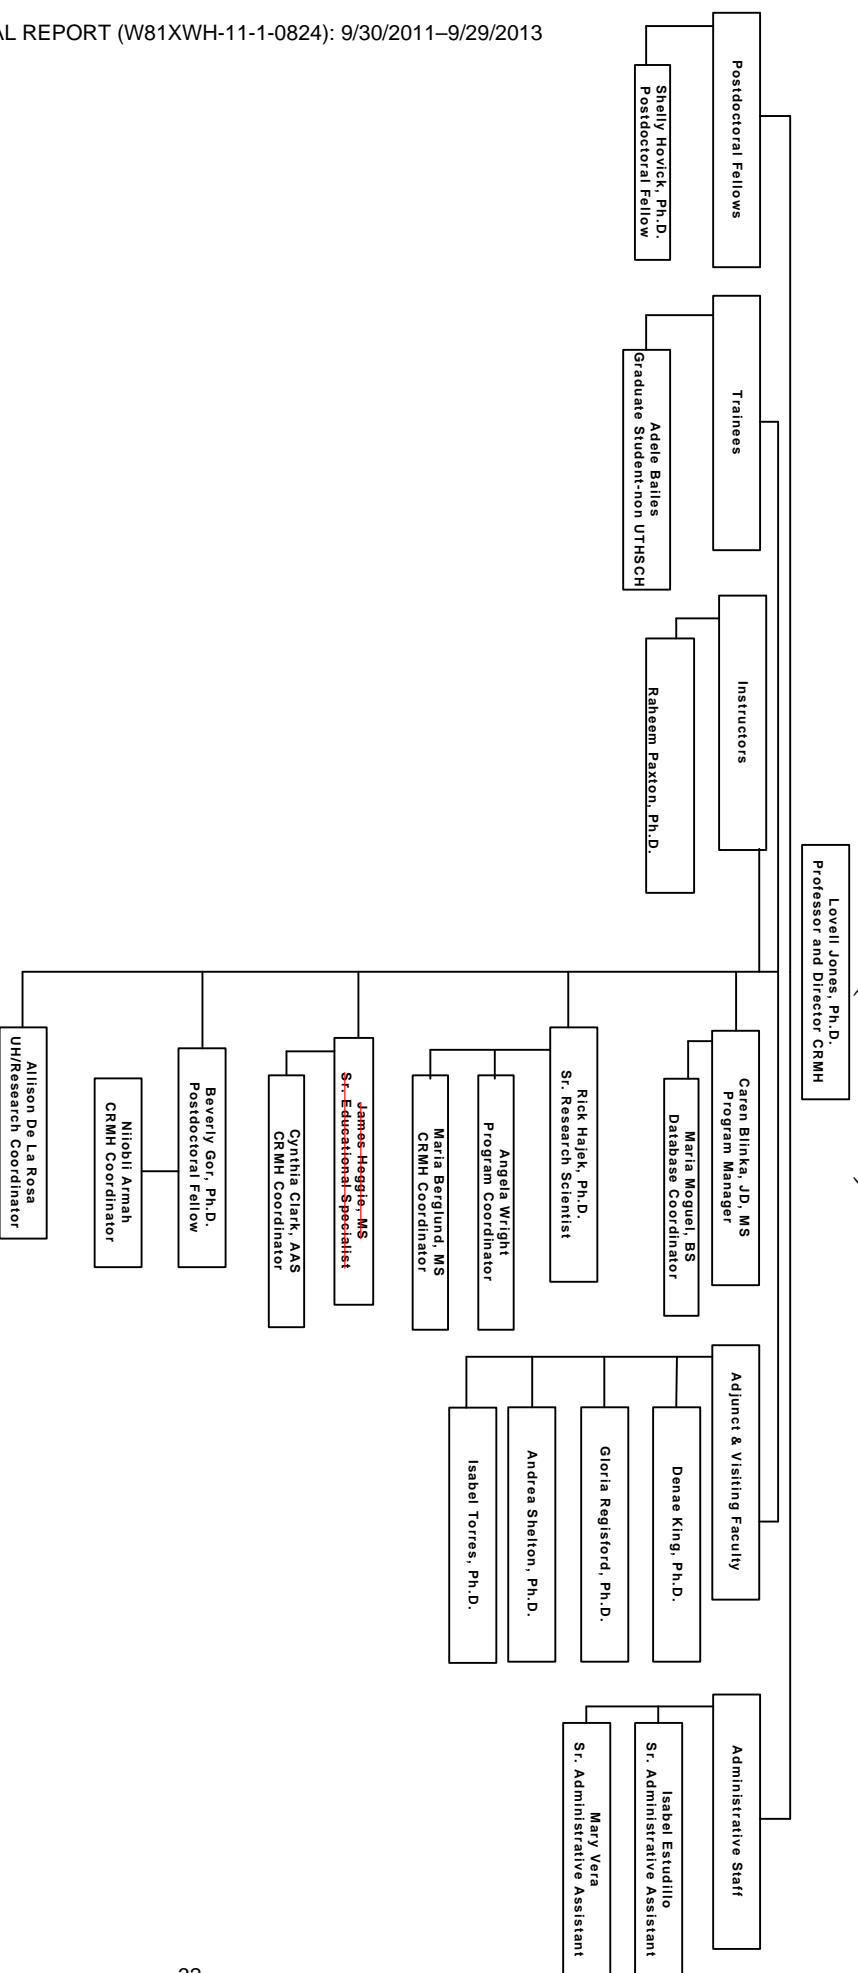 AL REPORT (W81XWH-11-1-0824): 9/30/2011–9/29/2013
Lovell Jones, Ph.D.
Professor and Director CRMH
Postdoctoral Fellows
Shelly Hovick, Ph.D.
Postdoctoral Fellow
Trainees
Adele Bailes
Graduate Student-non UTHSCH
Instructors
Raheem Paxton, Ph.D.
Caren Blinka, JD, MS
Program Manager
Maria Moguel, BS
Database Coordinator
Rick Hajek, Ph.D.
Sr. Research Scientist
Angela Wright
Program Coordinator
Maria Berglund, MS
CRMH Coordinator
James Heggie, MS
Sr. Educational Specialist
Cynthia Clark, AAS
CRMH Coordinator
Beverly Gor, Ph.D.
Postdoctoral Fellow
Niiobli Armah
CRMH Coordinator
Allison De La Rosa
UH/Research Coordinator
Adjunct & Visiting Faculty
Denae King, Ph.D.
Gloria Regisford, Ph.D.
Andrea Shelton, Ph.D.
Isabel Torres, Ph.D.
Administrative Staff
Isabel Estudillo
Sr. Administrative Assistant
Mary Vera
Sr. Administrative Assistant